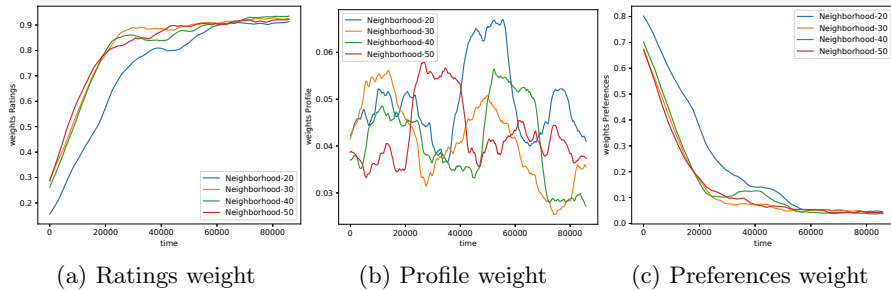 weights Ratings
0.9
0.8
0.7
0.6
0.5
0.4
0.3
0.2
Neighborhood-20
Neighborhood-30
Neighborhood-40
Neighborhood-50
0 20000 40000 60000 80000
time
(a) Ratings weight
weights Profile
0.06
0.05
0.04
0.03
Neighborhood-20
Neighborhood-30
Neighborhood-40
Neighborhood-50
0 20000 40000 60000 80000
time
(b) Profile weight
weights Preferences
0.8
0.7
0.6
0.5
0.4
0.3
0.2
0.1
0.0
Neighborhood-20
Neighborhood-30
Neighborhood-40
Neighborhood-50
0 20000 40000 60000 80000
time
(c) Preferences weight